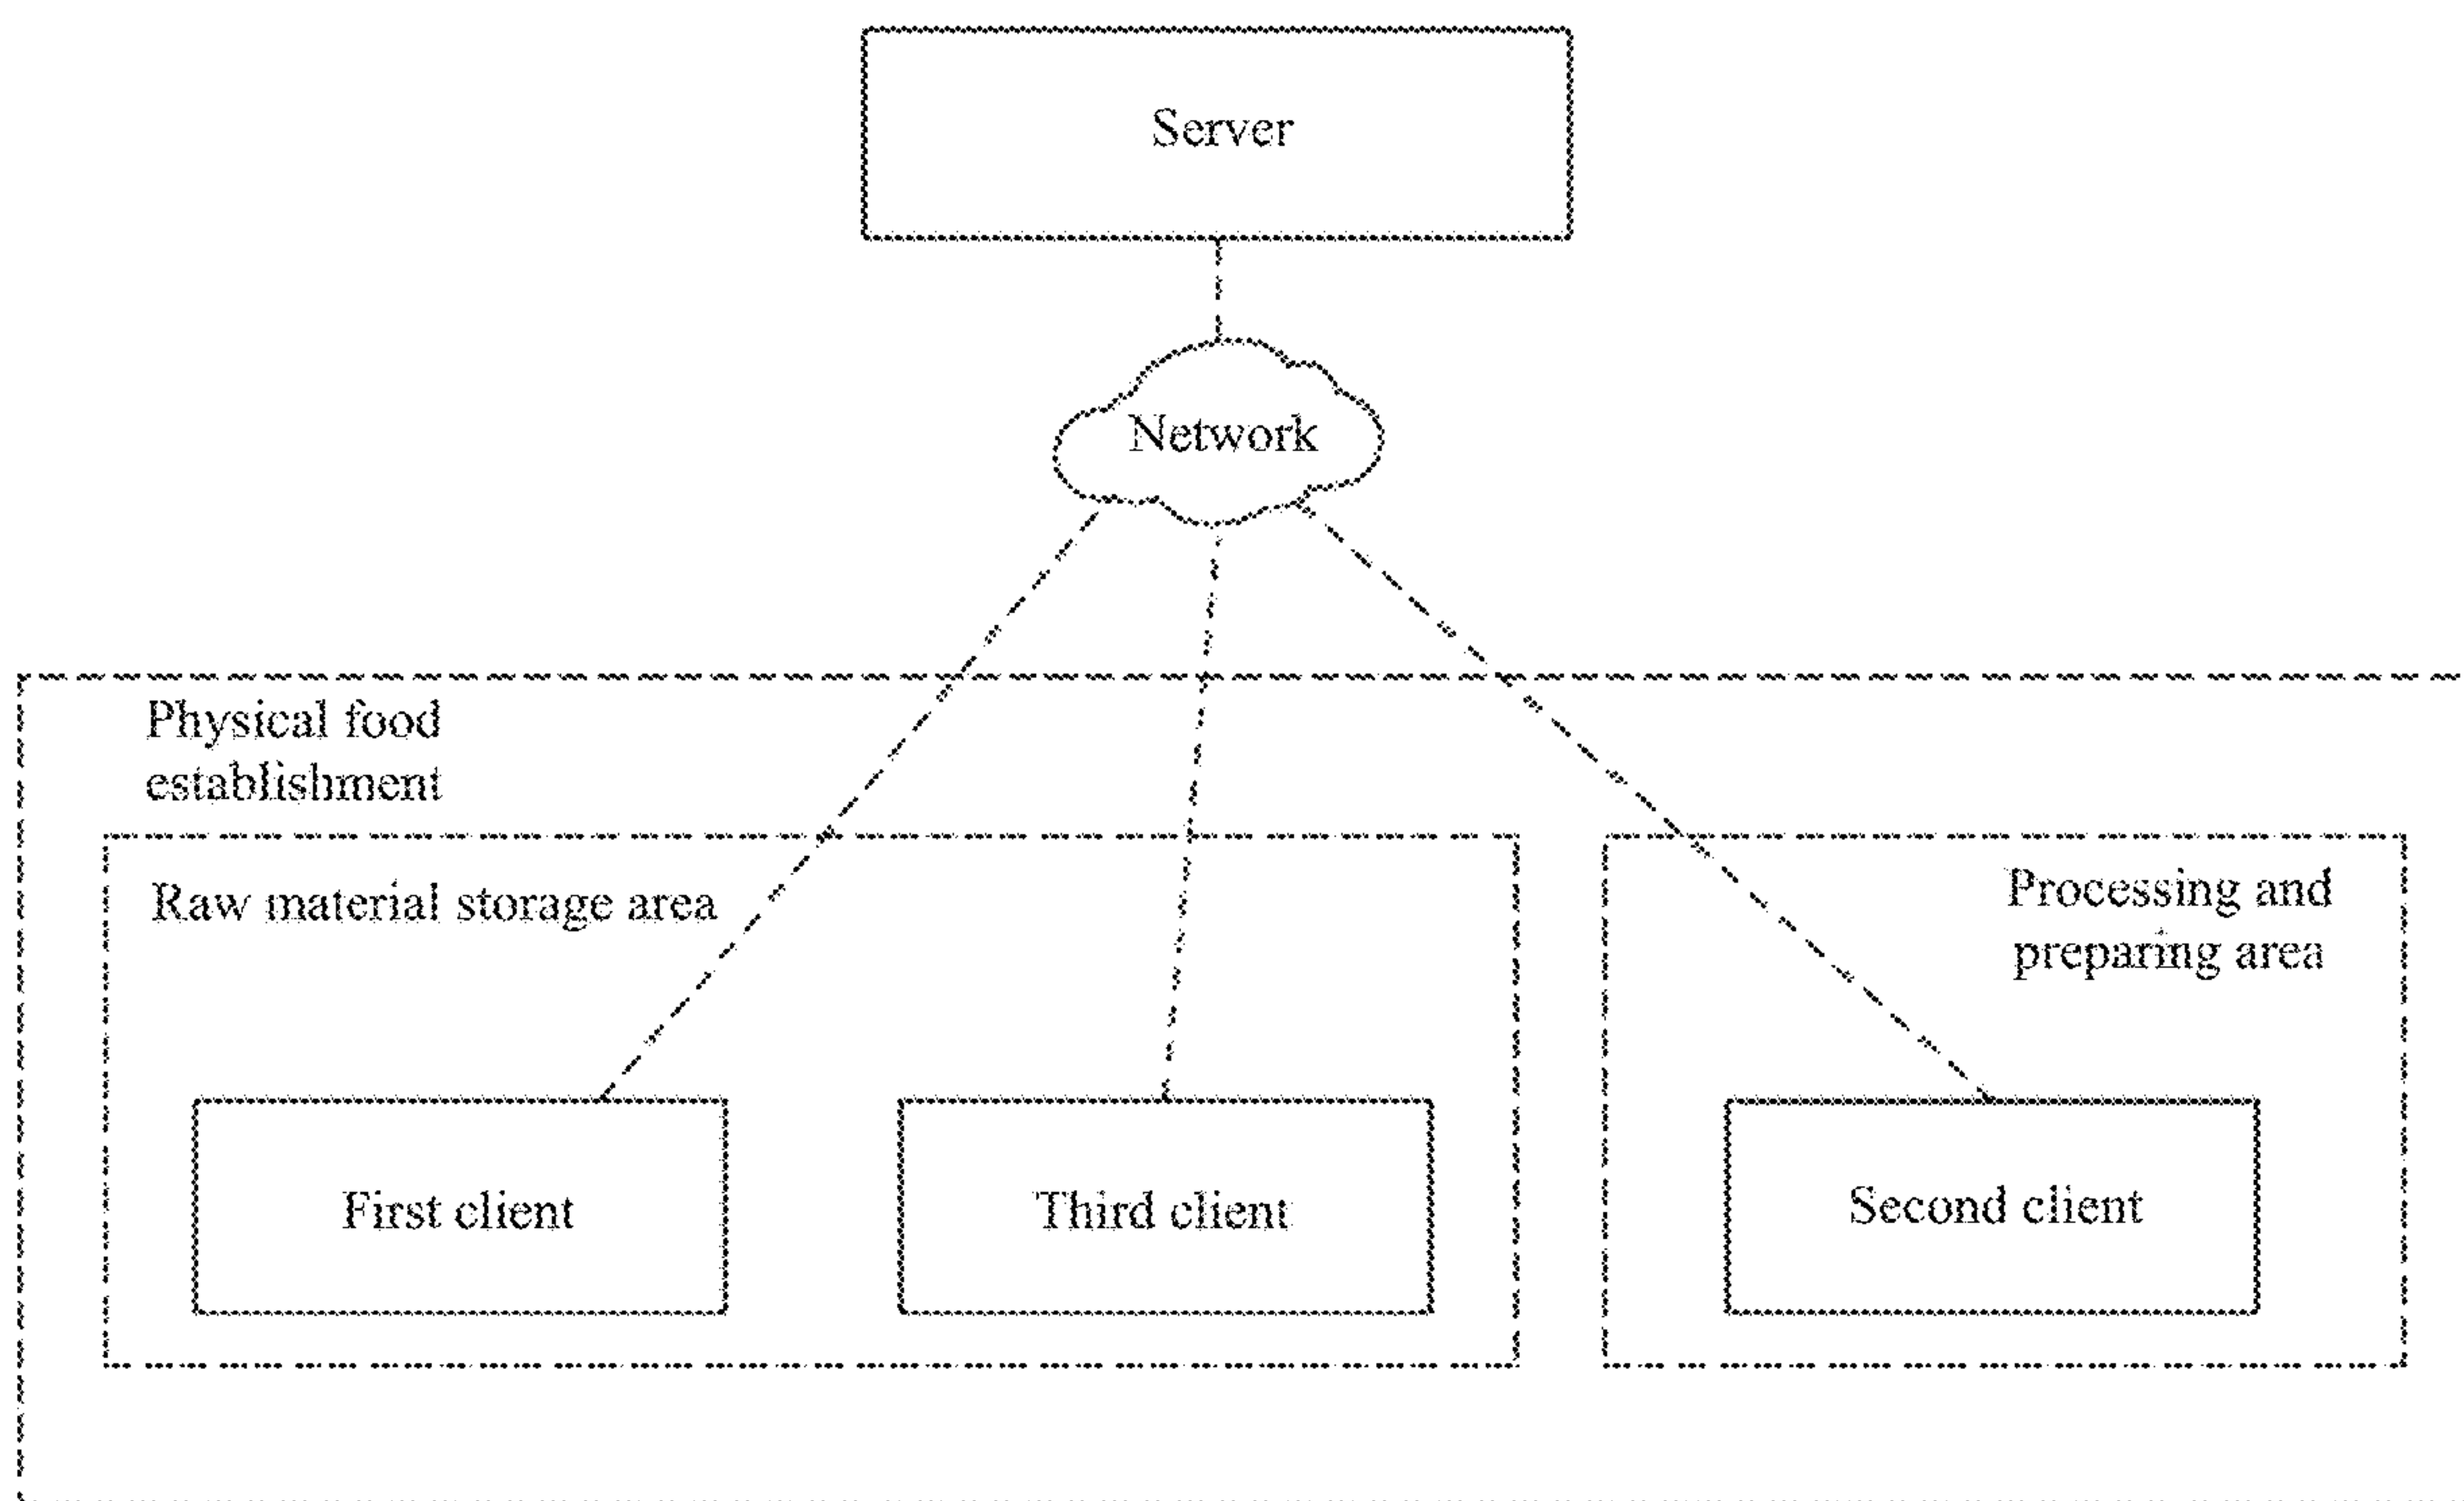 Server
Network
Physical food
establishment
Raw material storage area
Processing and
preparing area
First client
Third client
Second client